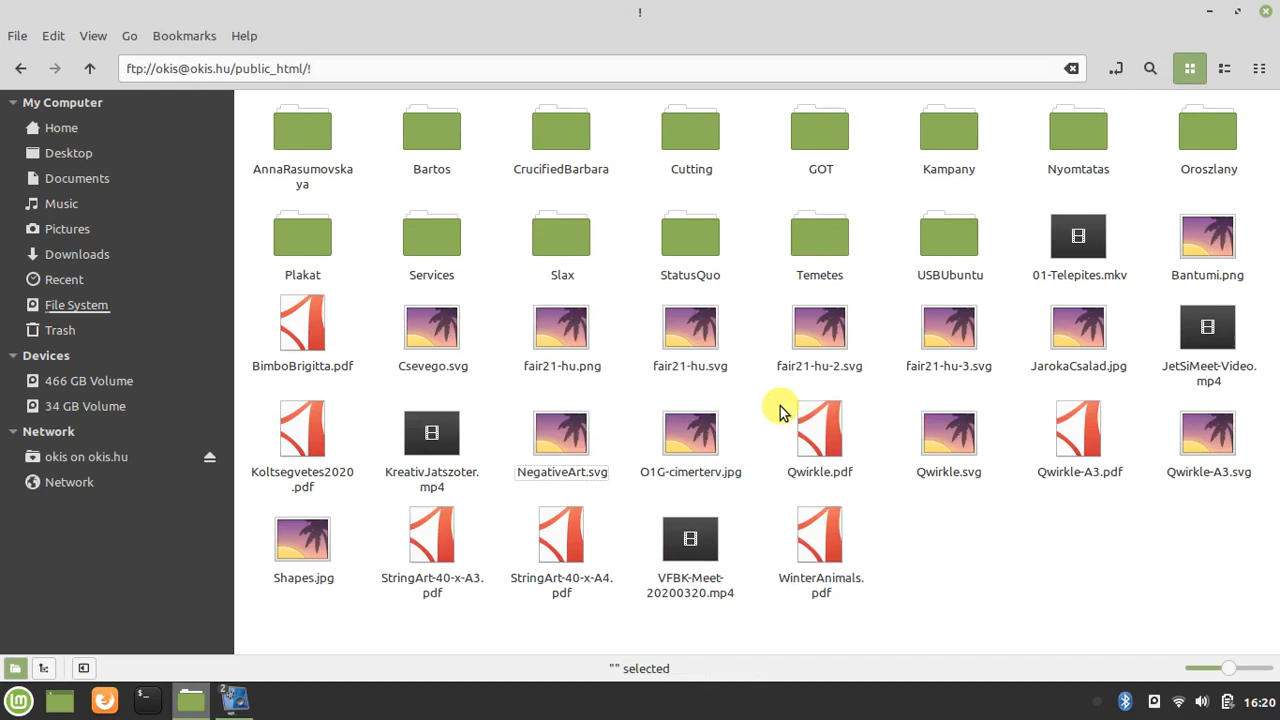 !
File Edit View Go Bookmarks Help
ftp://okis@okis.hu/public_html/!
My Computer
Home
Desktop
Documents
Music
Pictures
Downloads
Recent
File System
Trash
Devices
466 GB Volume
34 GB Volume
Network
okis on okis.hu
Network
AnnaRasumovska
ya
Bartos
CrucifiedBarbara
Cutting
GOT
Kampany
Nyomtatas
Oroszlany
Plakat
Services
Slax
StatusQuo
Temetes
USBUbuntu
01-Telepites.mkv
Bantumi.png
BimboBrigitta.pdf
Csevego.svg
fair21-hu.png
fair21-hu.svg
fair21-hu-2.svg
fair21-hu-3.svg
JarokaCsalad.jpg
JetSiMeet-Video.
mp4
Koltsegvetes2020
.pdf
KreativJatszoter.
mp4
NegativeArt.svg
O1G-cimerterv.jpg
Qwirkle.pdf
Qwirkle.svg
Qwirkle-A3.pdf
Qwirkle-A3.svg
Shapes.jpg
StringArt-40-x-A3.
pdf
StringArt-40-x-A4.
pdf
VFBK-Meet-
20200320.mp4
WinterAnimals.
pdf
"" selected
2
16:20